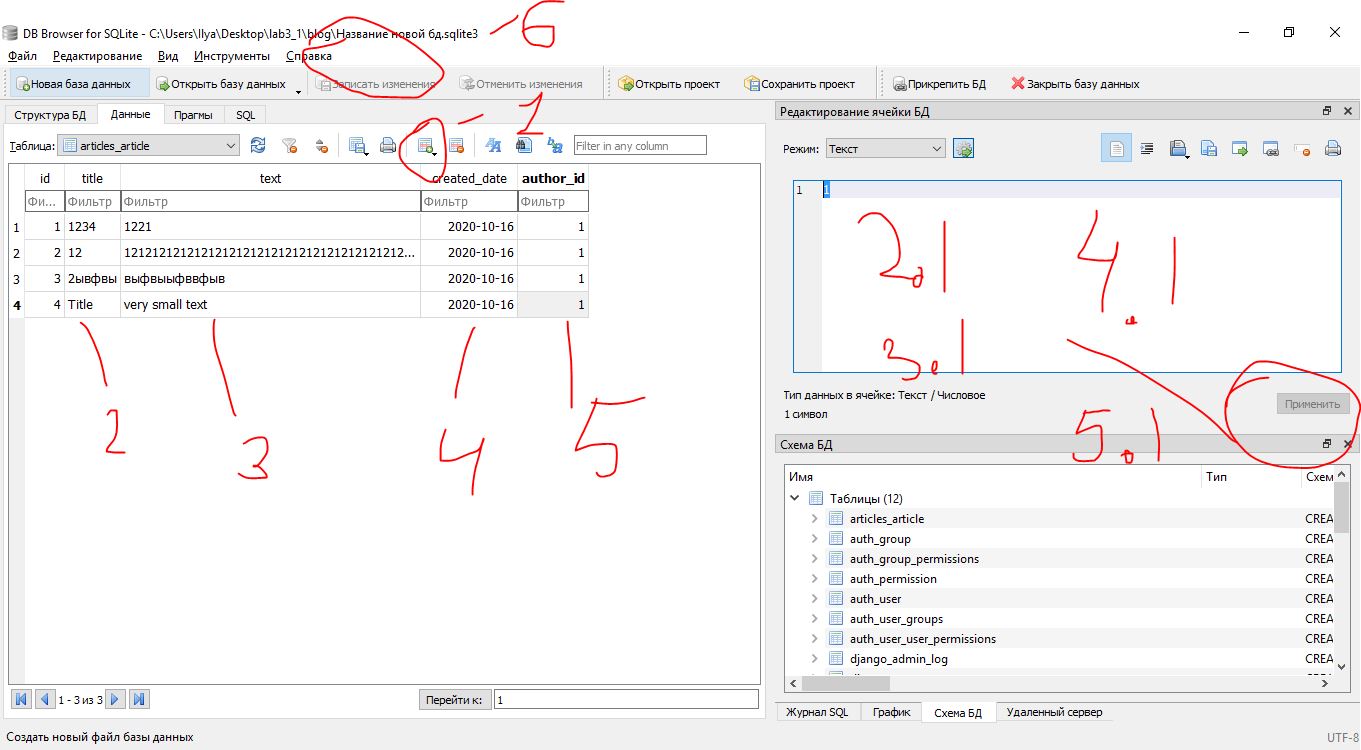 DB Browser for SQLite - C:\Users\Ilya\Desktop\lab3_1\blog\Название новой бд.sqlite3
- 6
Файл Редактирование Вид Инструменты Справка
Новая база данных Открыть базу данных Записать изменения Отменить изменения Открыть проект Сохранить проект Прикрепить БД Закрыть базу данных
Структура БД Данные Прагмы SQL
- 1
Таблица: articles_article Filter in any column
id title text created_date author_id
Фи... Фильтр Фильтр Фильтр Фильтр
1 1 1234 1221 2020-10-16 1
2 2 12 1212121212121212121212121212121212121212121212... 2020-10-16 1
3 3 2ывфвы выфвыыфввфыв 2020-10-16 1
4 4 Title very small text 2020-10-16 1
2 3 4 5
1 - 3 из 3 Перейти к: 1
Редактирование ячейки БД
Режим: Текст
1 1
2.1 4.1
3.1
5.1
Тип данных в ячейке: Текст / Числовое
1 символ
Применить
Схема БД
Имя Тип Схем
Таблицы (12)
articles_article CREA
auth_group CREA
auth_group_permissions CREA
auth_permission CREA
auth_user CREA
auth_user_groups CREA
auth_user_user_permissions CREA
django_admin_log CREA
Журнал SQL График Схема БД Удаленный сервер
Создать новый файл базы данных UTF-8